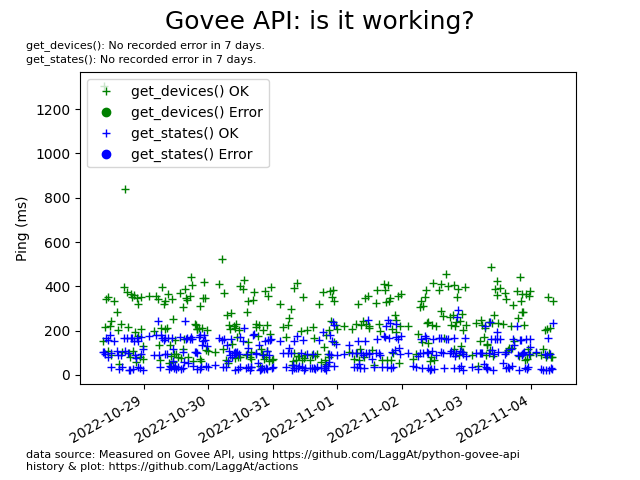 Govee API: is it working?
get_devices(): No recorded error in 7 days.
get_states(): No recorded error in 7 days.
get_devices() OK
get_devices() Error
get_states() OK
get_states() Error
Ping (ms)
1200
1000
800
600
400
200
0
2022-10-29
2022-10-30
2022-10-31
2022-11-01
2022-11-02
2022-11-03
2022-11-04
data source: Measured on Govee API, using https://github.com/LaggAt/python-govee-api
history & plot: https://github.com/LaggAt/actions